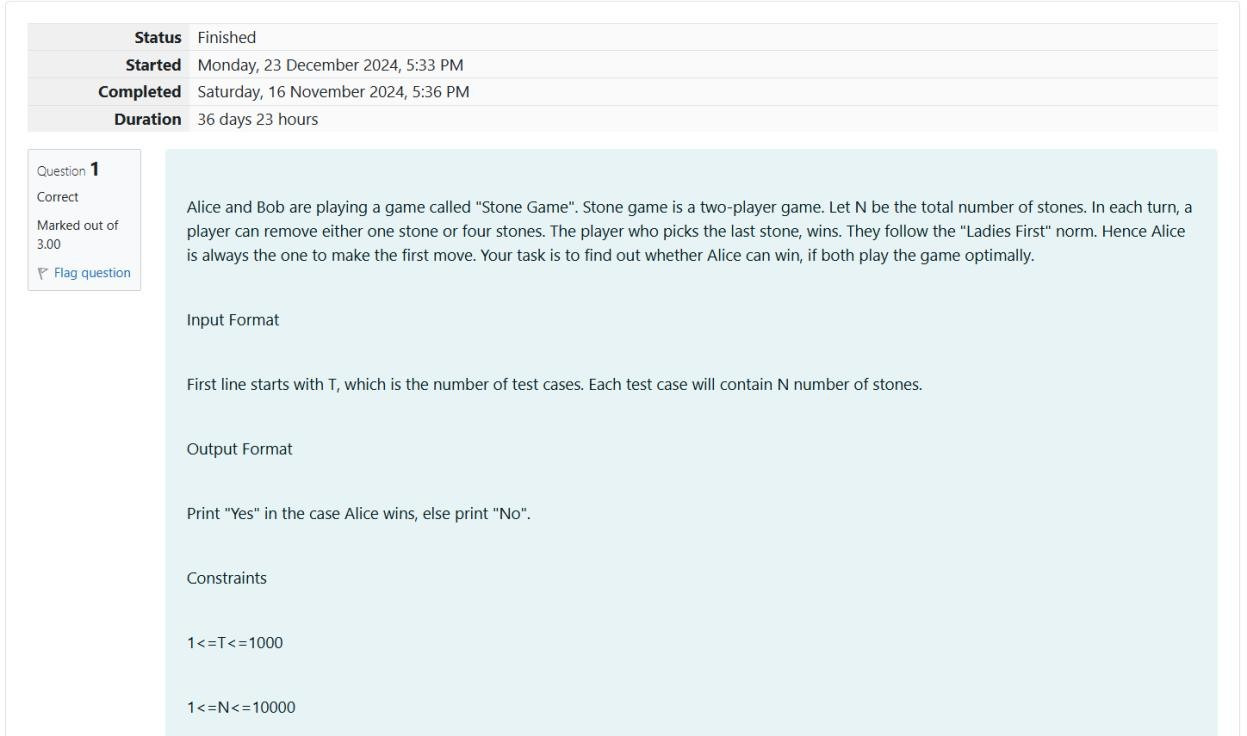 Status Finished
Started Monday, 23 December 2024, 5:33 PM
Completed Saturday, 16 November 2024, 5:36 PM
Duration 36 days 23 hours
Question 1
Correct
Marked out of
3.00
Flag question
Alice and Bob are playing a game called "Stone Game". Stone game is a two-player game. Let N be the total number of stones. In each turn, a
player can remove either one stone or four stones. The player who picks the last stone, wins. They follow the "Ladies First" norm. Hence Alice
is always the one to make the first move. Your task is to find out whether Alice can win, if both play the game optimally.
Input Format
First line starts with T, which is the number of test cases. Each test case will contain N number of stones.
Output Format
Print "Yes" in the case Alice wins, else print "No".
Constraints
1<=T<=1000
1<=N<=10000